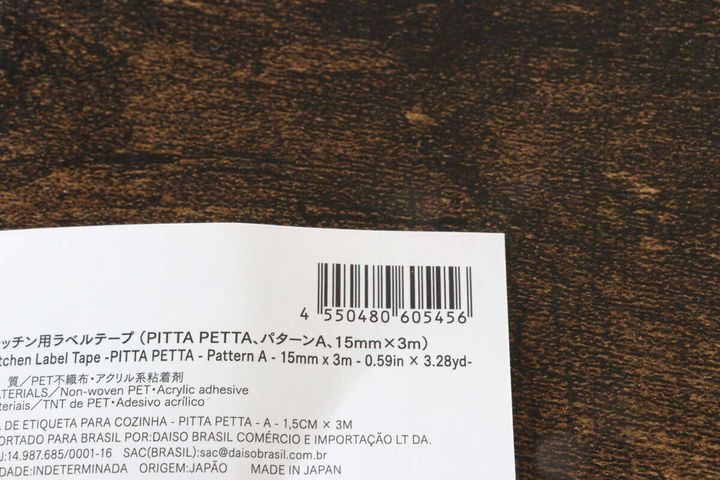 4 550480 605456
ッチン用ラベルテープ(PITTA PETTA、パターンA、15mm×3m)
tchen Label Tape -PITTA PETTA - Pattern A - 15mm x 3m - 0.59in × 3.28yd-
質/PET不織布・アクリル系粘着剤
ATERIALS/Non-woven PET・Acrylic adhesive
ateriais/TNT de PET・Adesivo acrílico
A DE ETIQUETA PARA COZINHA - PITTA PETTA - A - 1,5CM × 3M
PORTADO PARA BRASIL POR:DAISO BRASIL COMÉRCIO E IMPORTAÇÃO LT DA.
J:14.987.685/0001-16 SAC(BRASIL):sac@daisobrasil.com.br
DADE:INDETERMINADA ORIGEM:JAPÃO MADE IN JAPAN